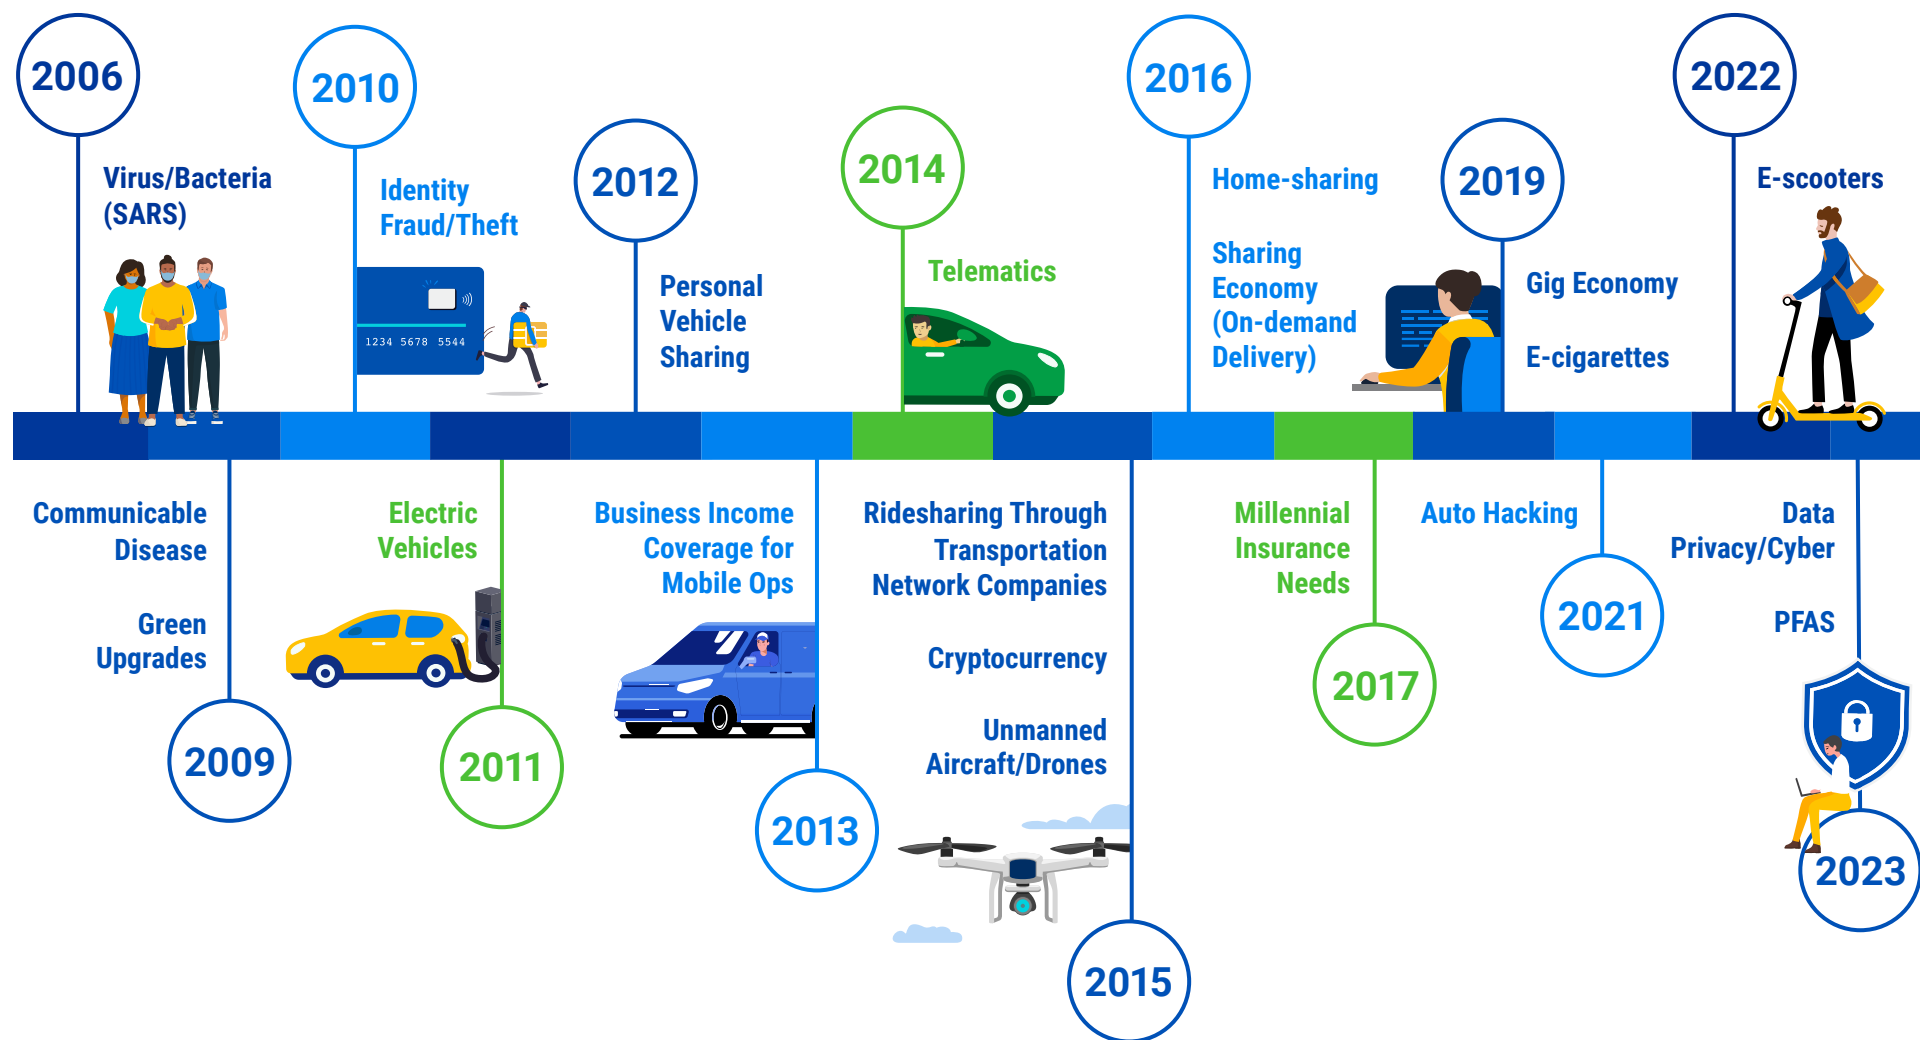 2006
Virus/Bacteria
(SARS)
Communicable
Disease
Green
Upgrades
2009
2010
Identity
Fraud/Theft
1234 5678 5544
Electric
Vehicles
2011
2012
Personal
Vehicle
Sharing
Business Income
Coverage for
Mobile Ops
2013
2014
Telematics
Ridesharing Through
Transportation
Network Companies
Cryptocurrency
Unmanned
Aircraft/Drones
2015
2016
Home-sharing
Sharing
Economy
(On-demand
Delivery)
Millennial
Insurance
Needs
2017
2019
Gig Economy
E-cigarettes
Auto Hacking
2021
2022
E-scooters
Data
Privacy/Cyber
PFAS
2023